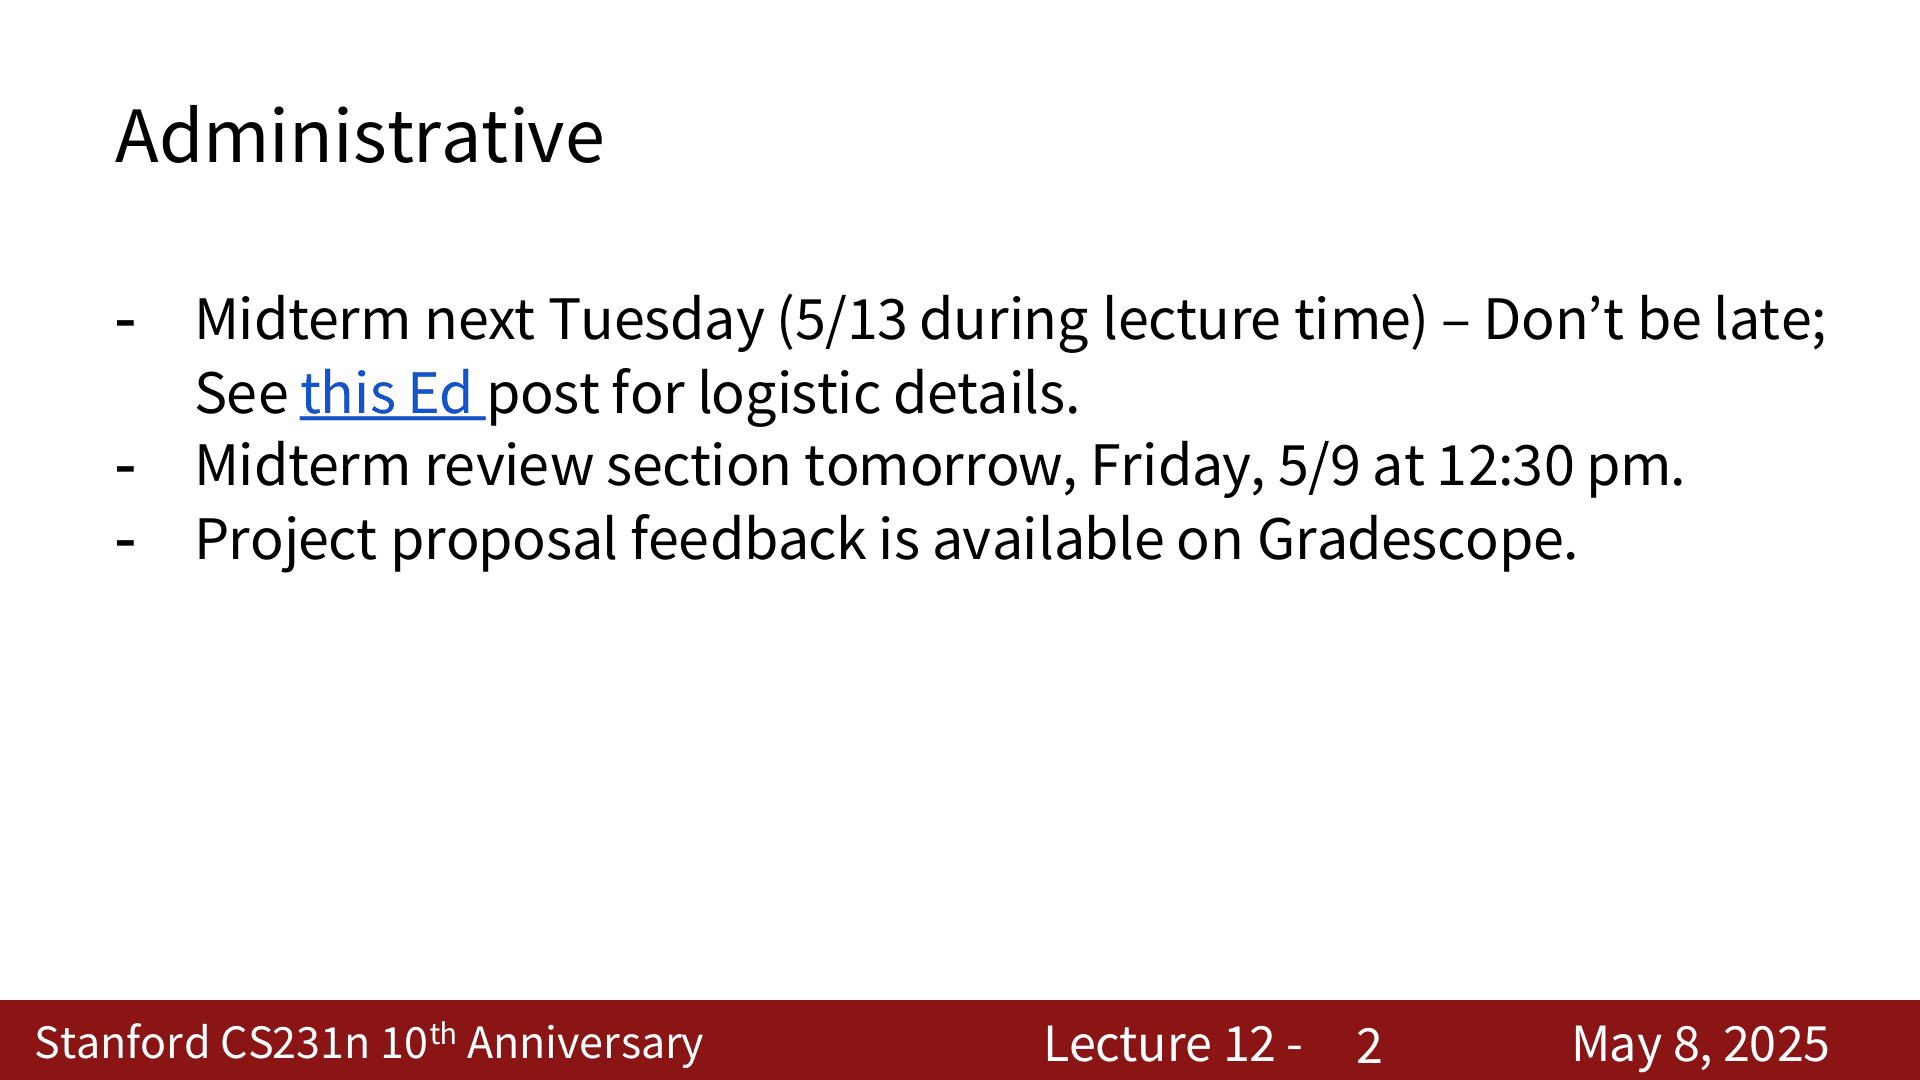 Administrative
- Midterm next Tuesday (5/13 during lecture time) – Don’t be late;
See this Ed post for logistic details.
- Midterm review section tomorrow, Friday, 5/9 at 12:30 pm.
- Project proposal feedback is available on Gradescope.
Stanford CS231n 10th Anniversary
Lecture 12 - 2
May 8, 2025